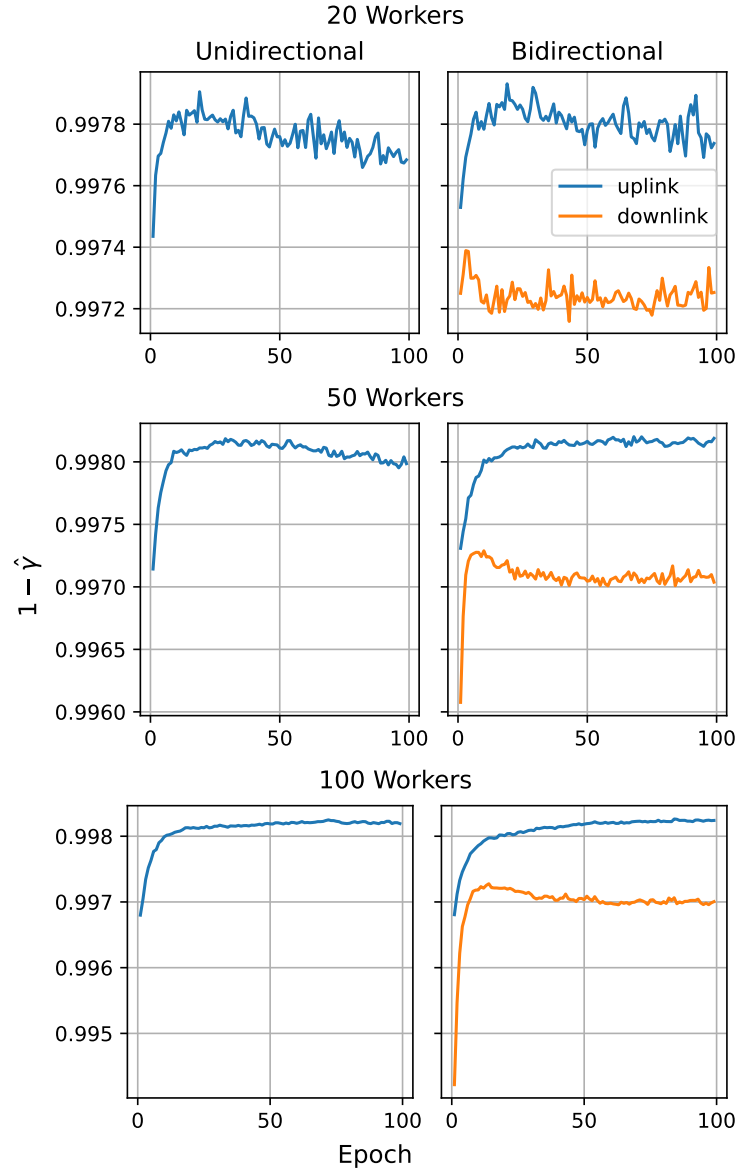 20 Workers
Unidirectional
Bidirectional
0.9978
0.9976
0.9974
0.9972
uplink
downlink
0 50 100
0 50 100
50 Workers
0.9980
0.9975
0.9970
0.9965
0.9960
0 50 100
0 50 100
1 − γ̂
100 Workers
0.998
0.997
0.996
0.995
0 50 100
0 50 100
Epoch